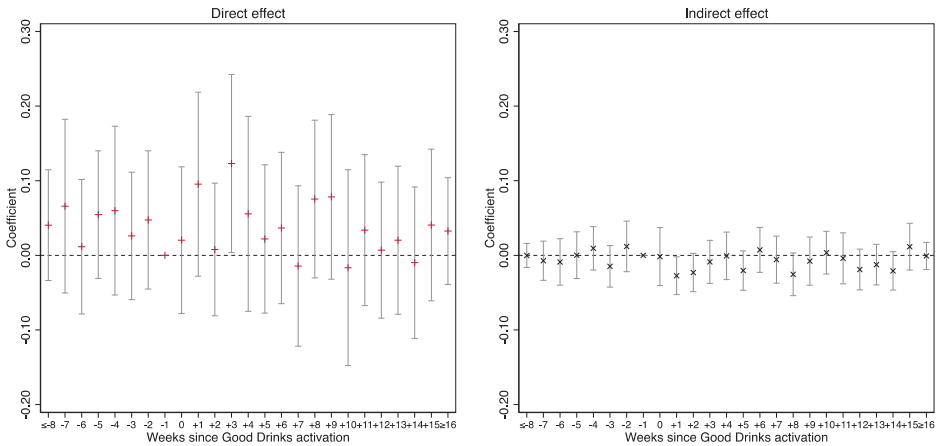 Direct effect
Coefficient
0.30
0.20
0.10
0.00
-0.10
-0.20
≤-8 -7 -6 -5 -4 -3 -2 -1 0 +1 +2 +3 +4 +5 +6 +7 +8 +9 +10 +11 +12 +13 +14 +15 ≥16
Weeks since Good Drinks activation
Indirect effect
Coefficient
0.30
0.20
0.10
0.00
-0.10
-0.20
≤-8 -7 -6 -5 -4 -3 -2 -1 0 +1 +2 +3 +4 +5 +6 +7 +8 +9 +10 +11 +12 +13 +14 +15 ≥16
Weeks since Good Drinks activation